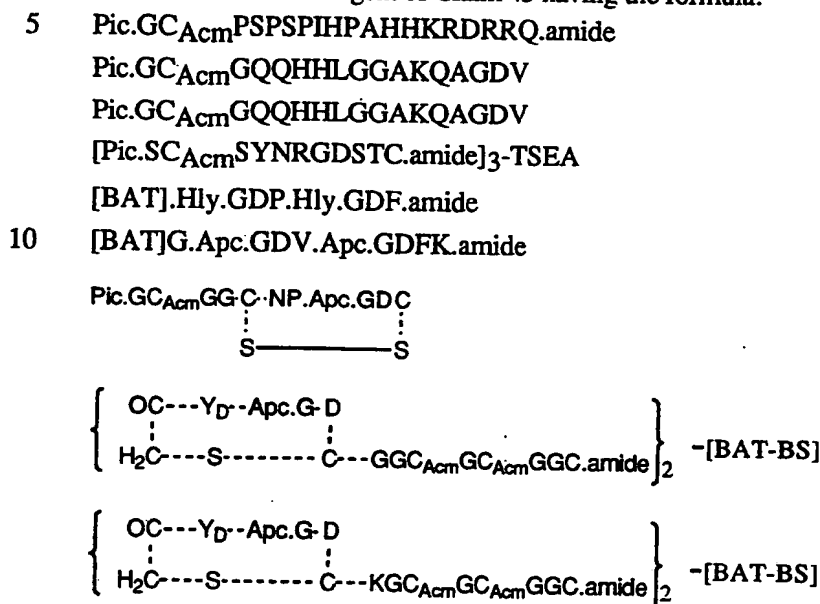 5 Pic.GCAcmPSPSPIHPAHHKRDRRQ.amide
Pic.GCAcmGQQHHLGGAKQAGDV
Pic.GCAcmGQQHHLGGAKQAGDV
[Pic.SCAcmSYNRGDSTC.amide]3-TSEA
[BAT].Hly.GDP.Hly.GDF.amide
10 [BAT]G.Apc.GDV.Apc.GDFK.amide
Pic.GCAcmGG-C--NP.Apc.GDC
S S
OC---YD--Apc.G-D
H2C----S--------C---GGCAcmGCAcmGGC.amide 2 -[BAT-BS]
OC---YD--Apc.G-D
H2C----S--------C---KGCAcmGCAcmGGC.amide 2 -[BAT-BS]